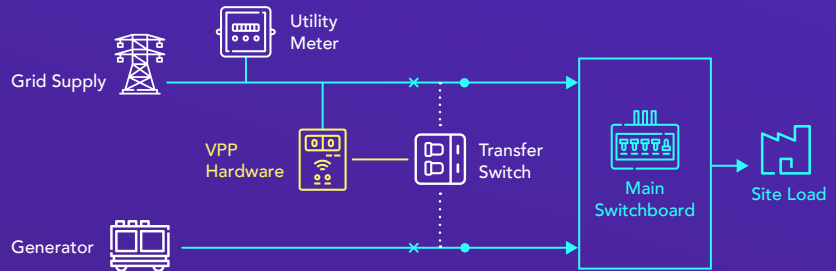 Utility
Meter
Grid Supply
VPP
Hardware
Transfer
Switch
Main
Switchboard
Site Load
Generator